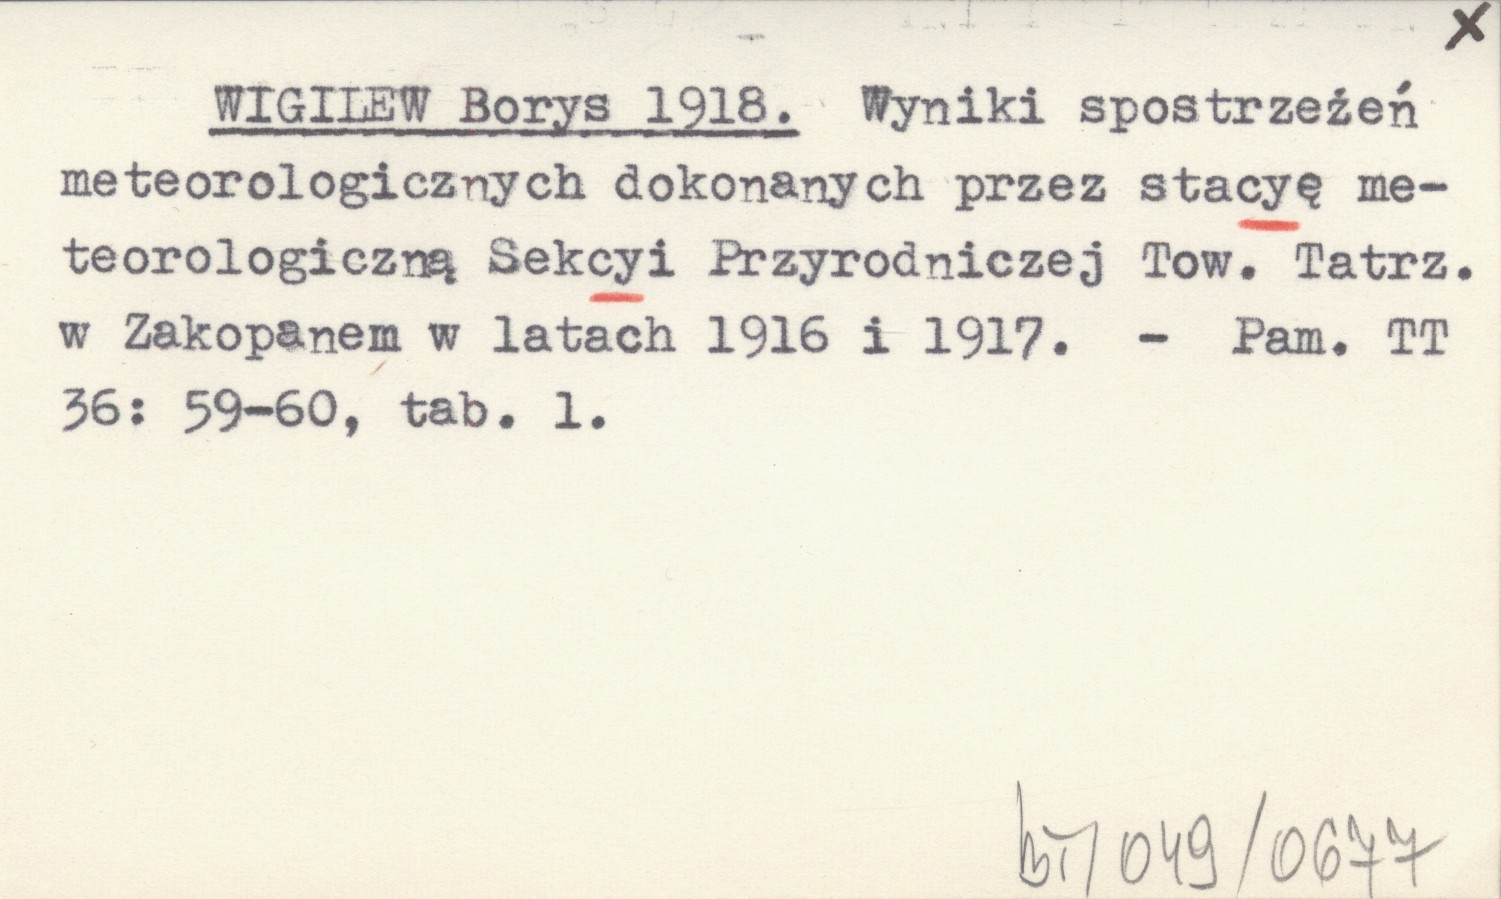 X
WIGILEW Borys 1918. Wyniki spostrzeżeń
meteorologicznych dokonanych przez stacyę me-
teorologiczną Sekcyi Przyrodniczej Tow. Tatrz.
w Zakopanem w latach 1916 i 1917. - Pam. TT
36: 59-60, tab. 1.
049/0677